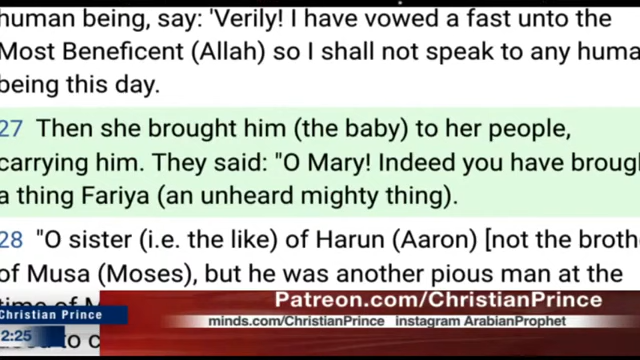 human being, say: 'Verily! I have vowed a fast unto the
Most Beneficent (Allah) so I shall not speak to any huma
being this day.
27 Then she brought him (the baby) to her people,
carrying him. They said: "O Mary! Indeed you have brough
a thing Fariya (an unheard mighty thing).
28 "O sister (i.e. the like) of Harun (Aaron) [not the broth
of Musa (Moses), but he was another pious man at the
time of M
Patreon.com/ChristianPrince
Christian Prince
minds.com/ChristianPrince instagram ArabianProphet
2:25
to c